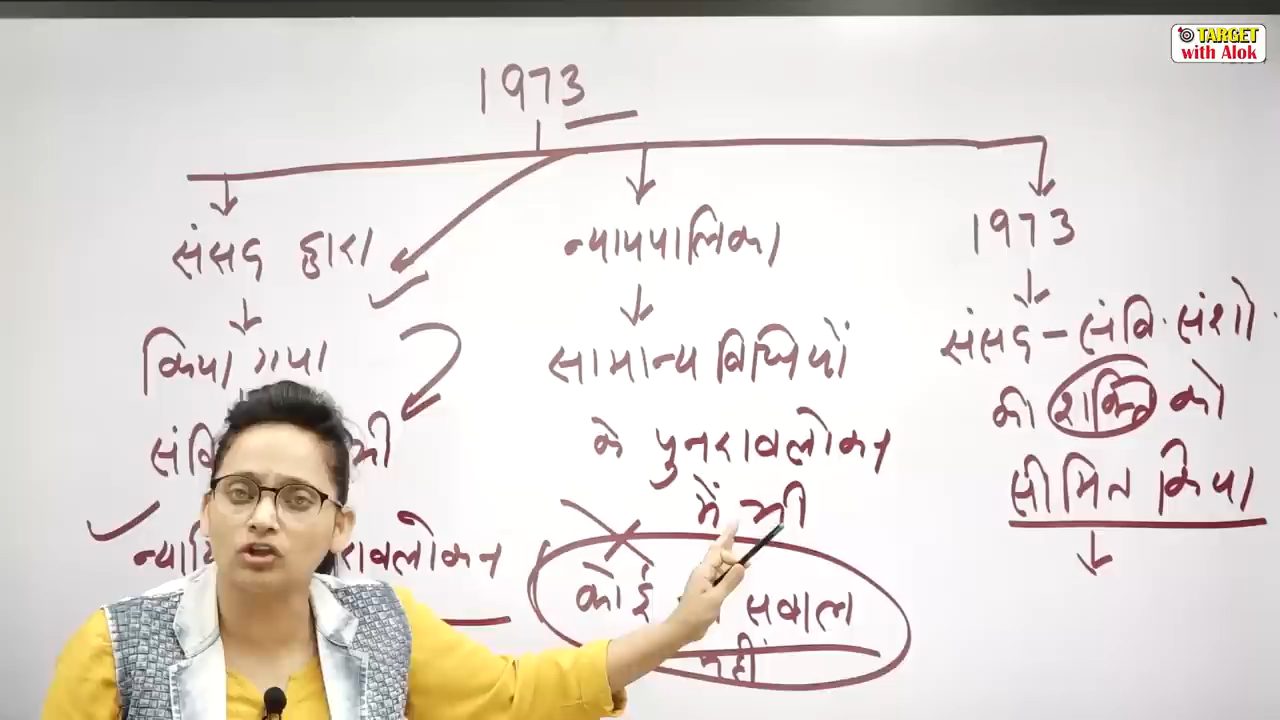 TARGET
with Alok
1973
संसद द्वारा
किया गया
भी
रावलोकन
न्यायपालिका
सामान्य विधियों
के पुनरावलोकन
में भी
कोई सवाल
नहीं
1973
संसद - संवि. संशो.
की शक्ति को
सीमित किया